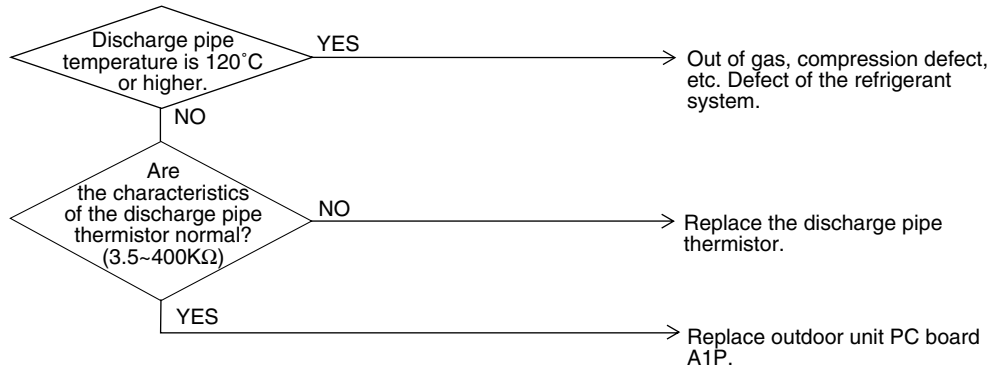 Discharge pipe
temperature is 120˚C
or higher.
YES
Out of gas, compression defect,
etc. Defect of the refrigerant
system.
NO
Are
the characteristics
of the discharge pipe
thermistor normal?
(3.5~400KΩ)
NO
Replace the discharge pipe
thermistor.
YES
Replace outdoor unit PC board
A1P.